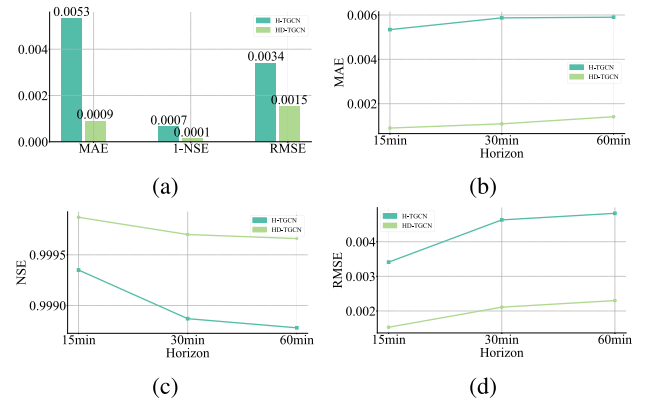 0.0053
H-TGCN
HD-TGCN
0.004
0.0034
0.002
0.0015
0.0009
0.0007
0.0001
0.000
MAE
1-NSE
RMSE
(a)
0.006
MAE
0.004
H-TGCN
HD-TGCN
0.002
15min
30min
60min
Horizon
(b)
H-TGCN
HD-TGCN
0.9995
NSE
0.9990
15min
30min
60min
Horizon
(c)
H-TGCN
HD-TGCN
0.004
RMSE
0.003
0.002
15min
30min
60min
Horizon
(d)